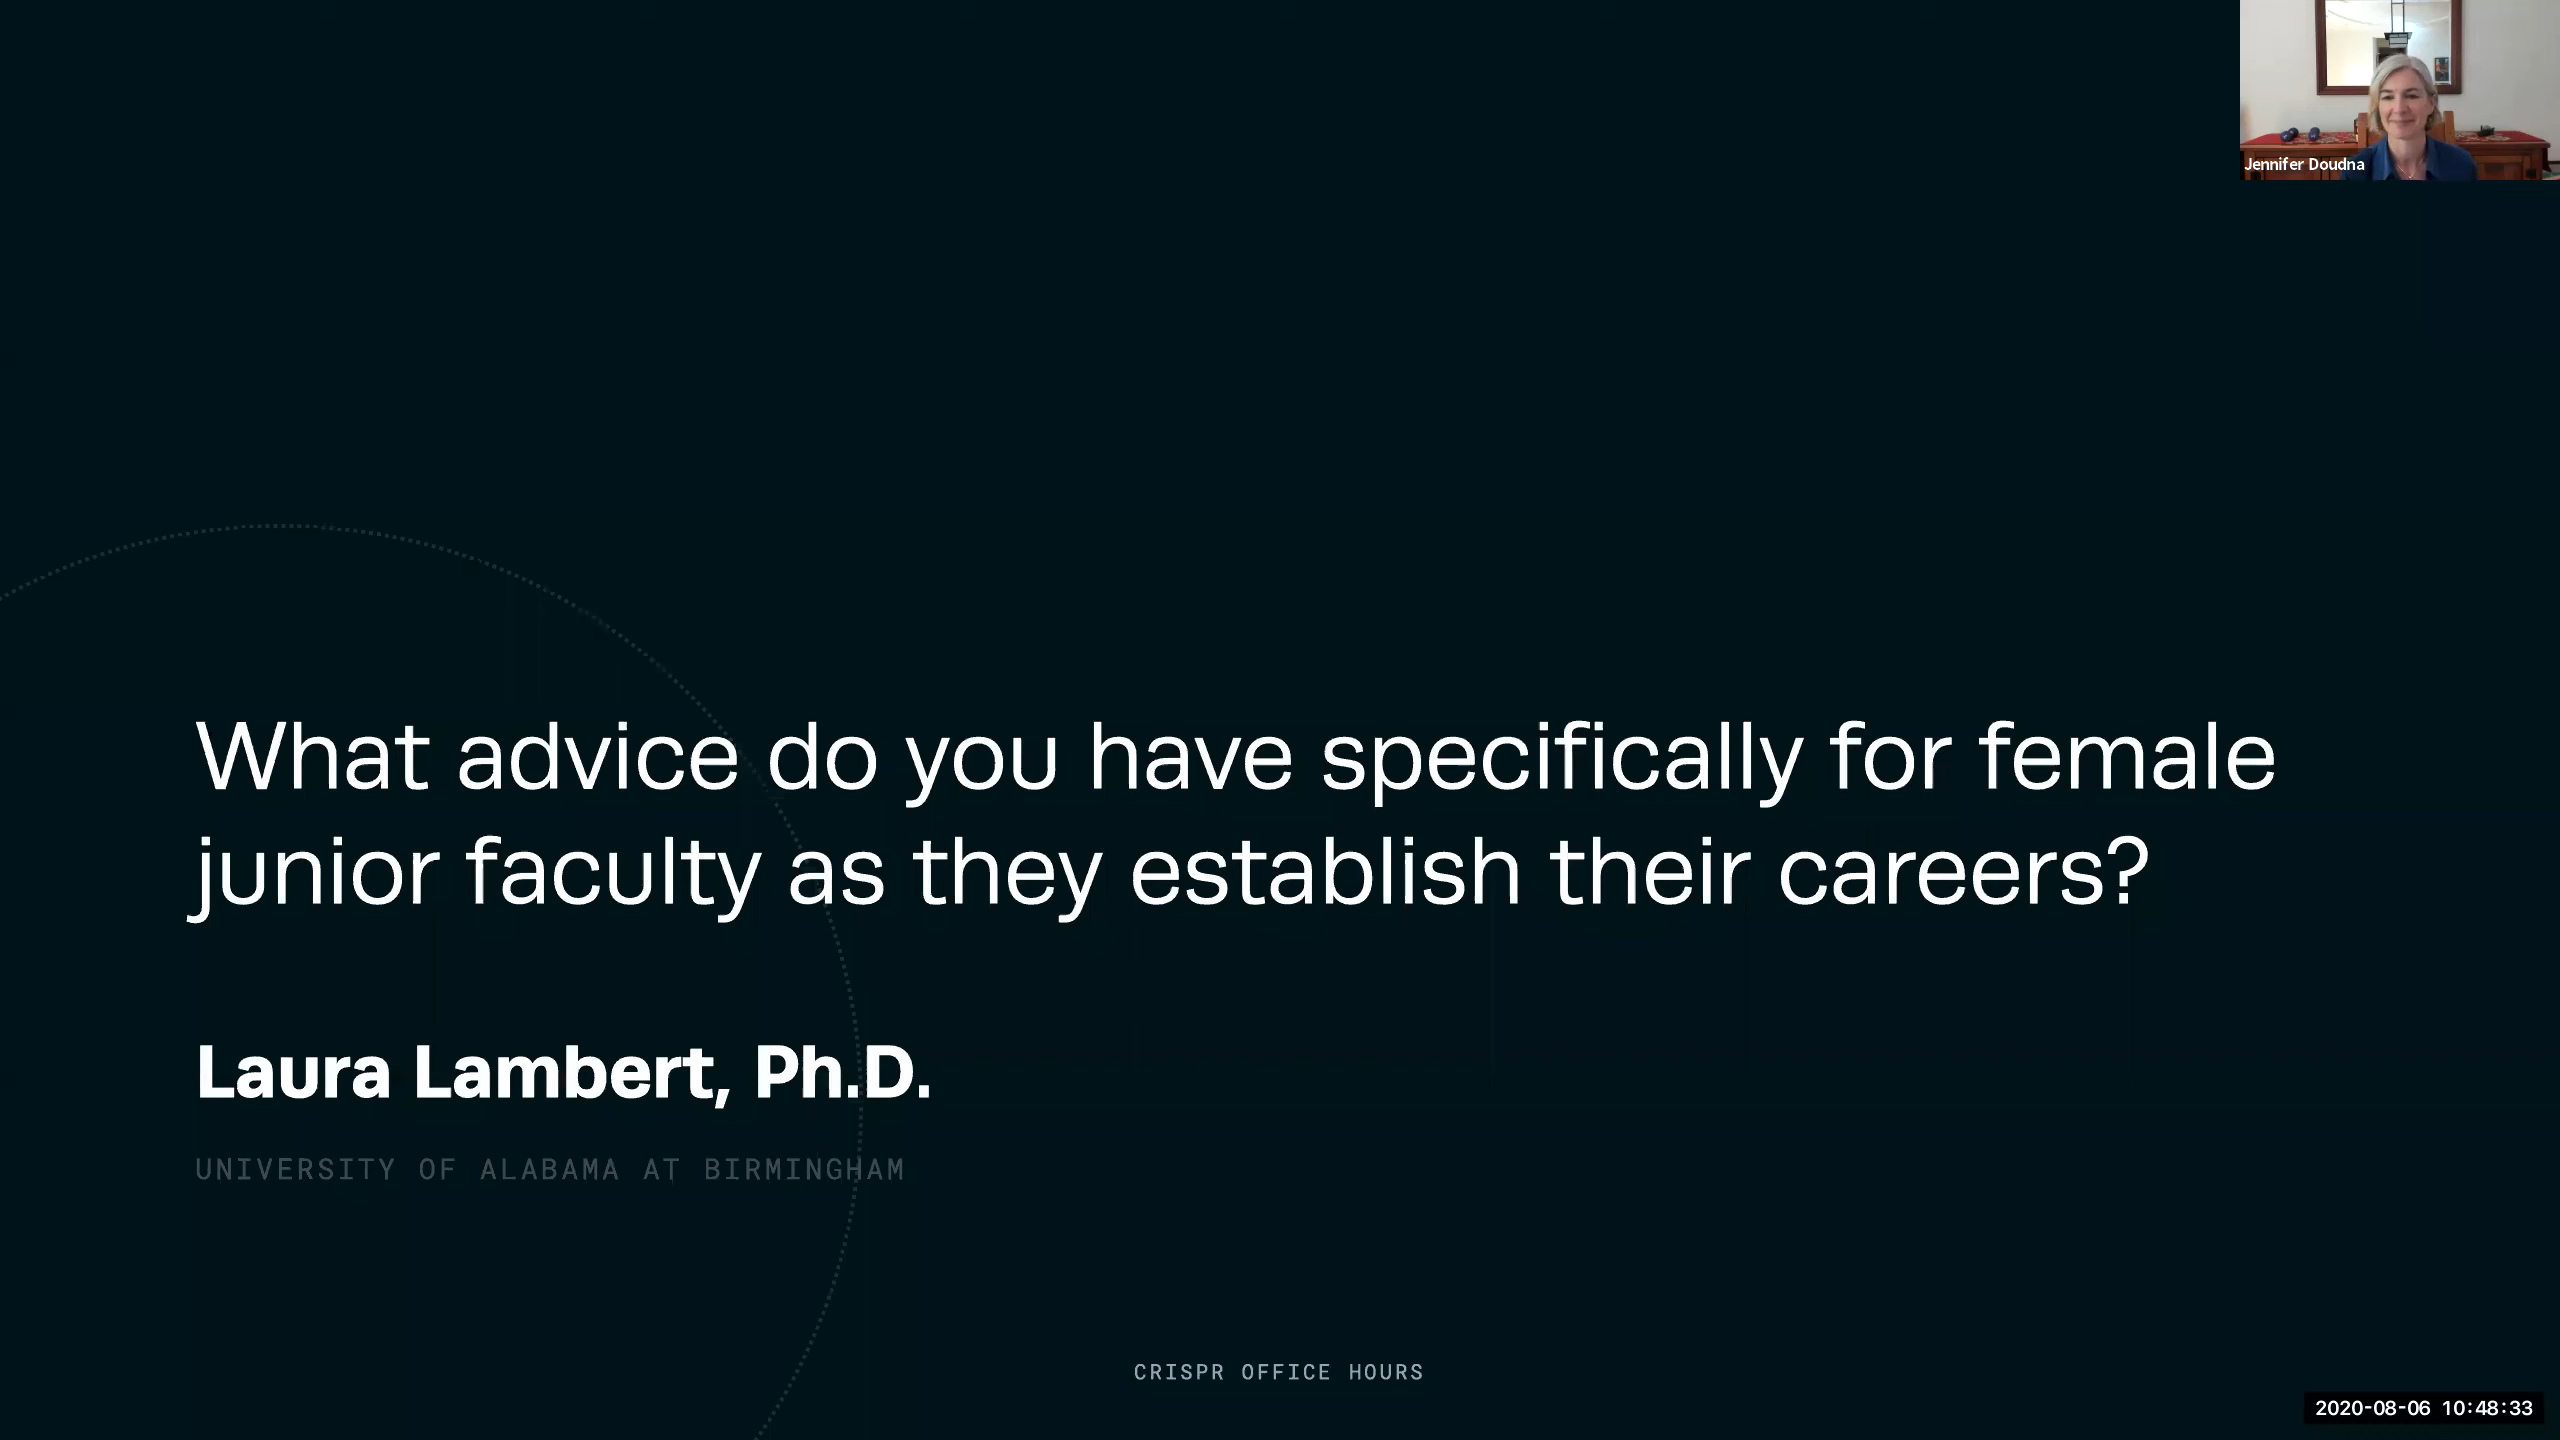 Jennifer Doudna
What advice do you have specifically for female
junior faculty as they establish their careers?
Laura Lambert, Ph.D.
UNIVERSITY OF ALABAMA AT BIRMINGHAM
CRISPR OFFICE HOURS
2020-08-06 10:48:33